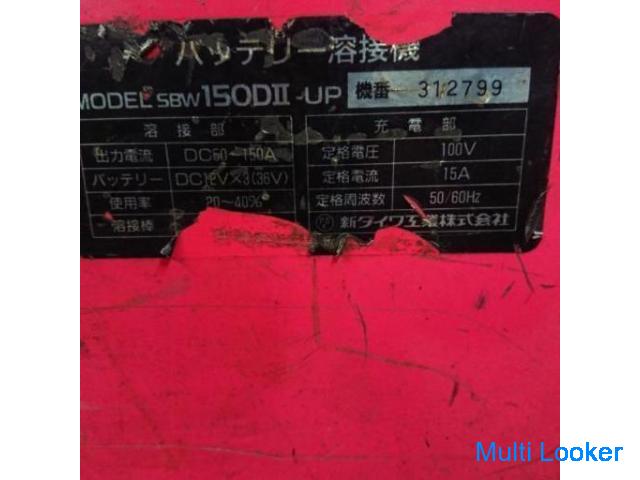 バッテリー溶接機
MODEL SBW150DⅡ-UP 機番 312799
溶接部
出力電流 DC50~150A
バッテリー DC12V×3(36V)
使用率 20~40%
溶接棒
充電部
定格電圧 100V
定格電流 15A
定格周波数 50/60Hz
新ダイワ工業株式会社
Multi Looker